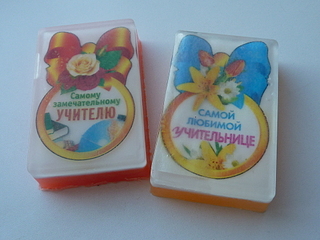 Самому
замечательному
УЧИТЕЛЮ
САМОЙ
ЛЮБИМОЙ
УЧИТЕЛЬНИЦЕ